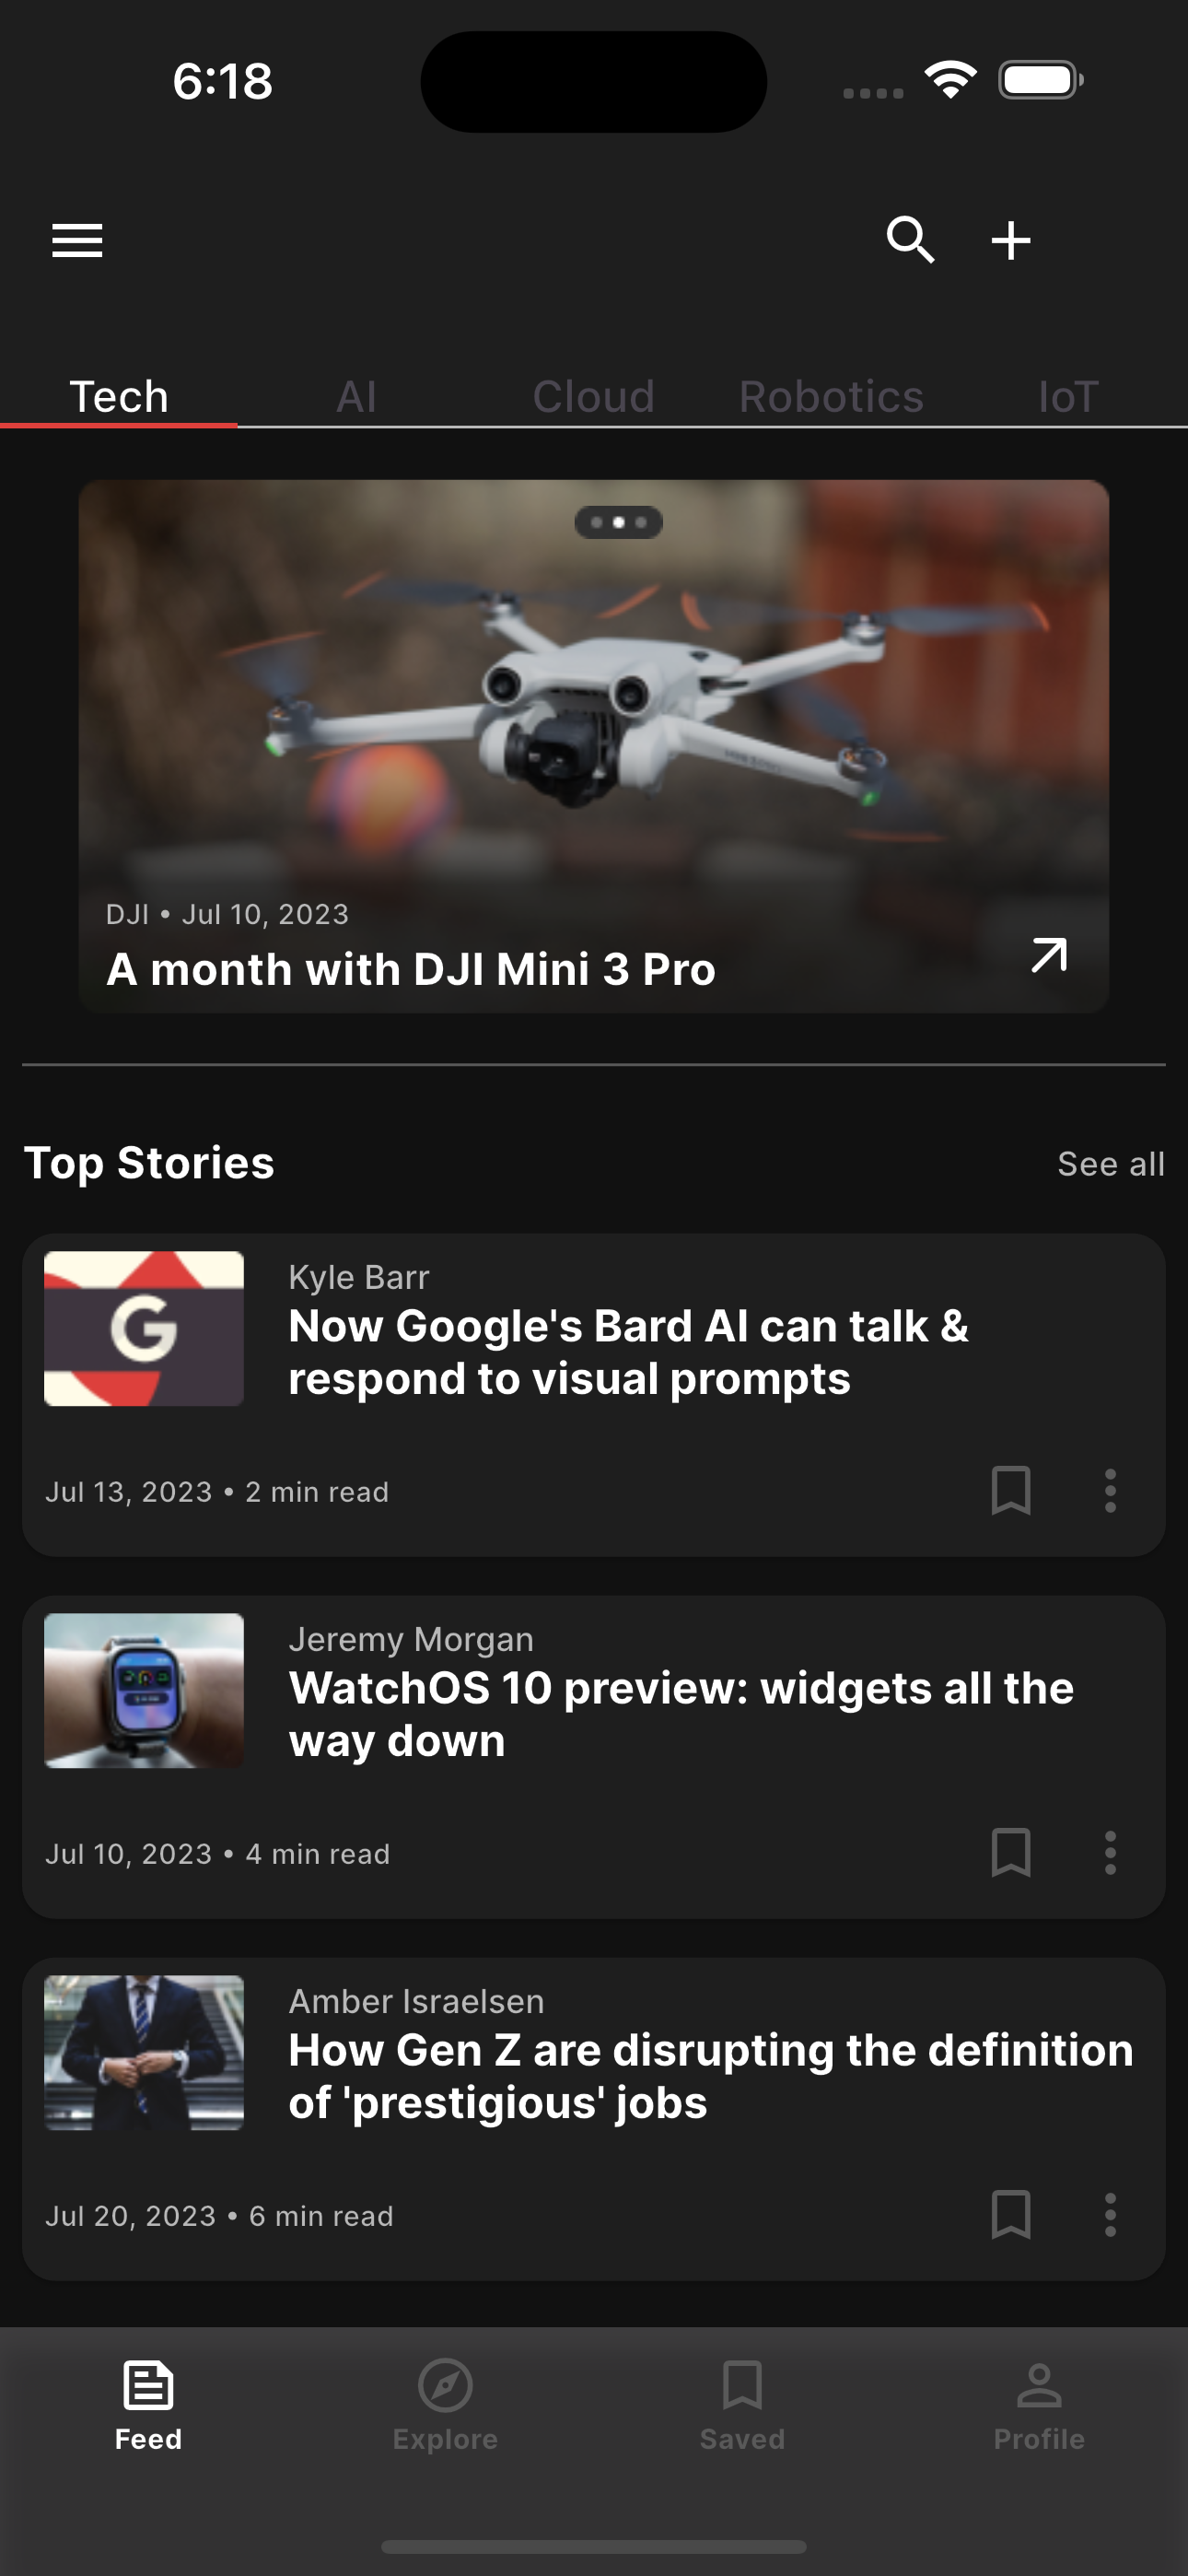 6:18
Tech AI Cloud Robotics IoT
DJI • Jul 10, 2023
A month with DJI Mini 3 Pro
Top Stories See all
Kyle Barr
Now Google's Bard AI can talk &
respond to visual prompts
Jul 13, 2023 • 2 min read
Jeremy Morgan
WatchOS 10 preview: widgets all the
way down
Jul 10, 2023 • 4 min read
Amber Israelsen
How Gen Z are disrupting the definition
of 'prestigious' jobs
Jul 20, 2023 • 6 min read
Feed Explore Saved Profile